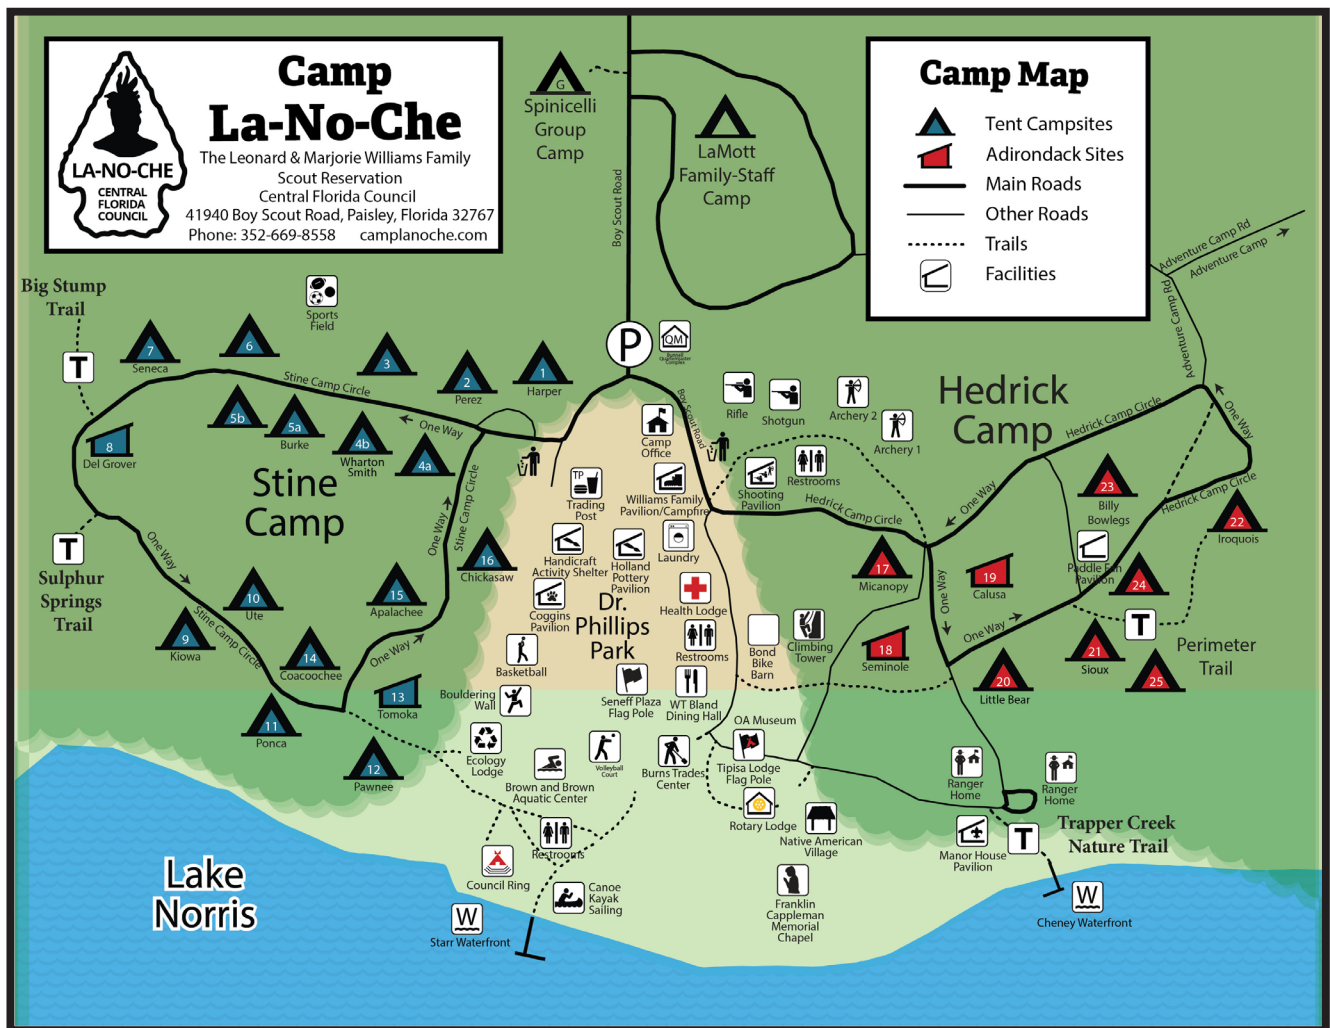 LA-NO-CHE
CENTRAL
FLORIDA
COUNCIL
Camp
La-No-Che
The Leonard & Marjorie Williams Family
Scout Reservation
Central Florida Council
41940 Boy Scout Road, Paisley, Florida 32767
Phone: 352-669-8558 camplanoche.com
G
Spinicelli
Group
Camp
Boy Scout Road
LaMott
Family-Staff
Camp
Camp Map
Tent Campsites
Adirondack Sites
Main Roads
Other Roads
Trails
Facilities
Adventure Camp Rd
Adventure Camp
Adventure Camp Rd
Big Stump
Trail
T
Sports
Field
7
Seneca
6
3
2
Perez
1
Harper
P
QM
Stine Camp Circle
One Way
5b
5a
Burke
4b
Wharton
Smith
4a
8
Del Grover
Stine
Camp
T
Sulphur
Springs
Trail
One Way
Stine Camp Circle
One Way
Stine Camp Circle
16
Chickasaw
10
Ute
15
Apalachee
9
Kiowa
14
Coacoochee
One Way
13
Tomoka
11
Ponca
12
Pawnee
Boy Scout Road
Camp
Office
TP
Trading
Post
Williams Family
Pavilion/Campfire
Handicraft
Activity Shelter
Holland
Pottery
Pavilion
Laundry
Coggins
Pavilion
Dr.
Phillips
Park
Health Lodge
Restrooms
Basketball
Bouldering
Wall
Seneff Plaza
Flag Pole
WT Bland
Dining Hall
Bond
Bike
Barn
Climbing
Tower
Rifle
Shotgun
Archery 2
Archery 1
Shooting
Pavilion
Restrooms
Hedrick
Camp
Hedrick Camp Circle
One Way
Hedrick Camp Circle
One Way
Hedrick Camp Circle
23
Billy
Bowlegs
22
Iroquois
17
Micanopy
19
Calusa
Pavilion
24
One Way
One Way
T
Perimeter
Trail
18
Seminole
21
Sioux
20
Little Bear
25
Ecology
Lodge
Brown and Brown
Aquatic Center
Volleyball
Court
Burns Trades
Center
OA Museum
Tipisa Lodge
Flag Pole
Rotary Lodge
Native American
Village
Ranger
Home
Ranger
Home
Manor House
Pavilion
T
Trapper Creek
Nature Trail
Restrooms
Council Ring
Canoe
Kayak
Sailing
Franklin
Cappleman
Memorial
Chapel
W
Starr Waterfront
W
Cheney Waterfront
Lake
Norris